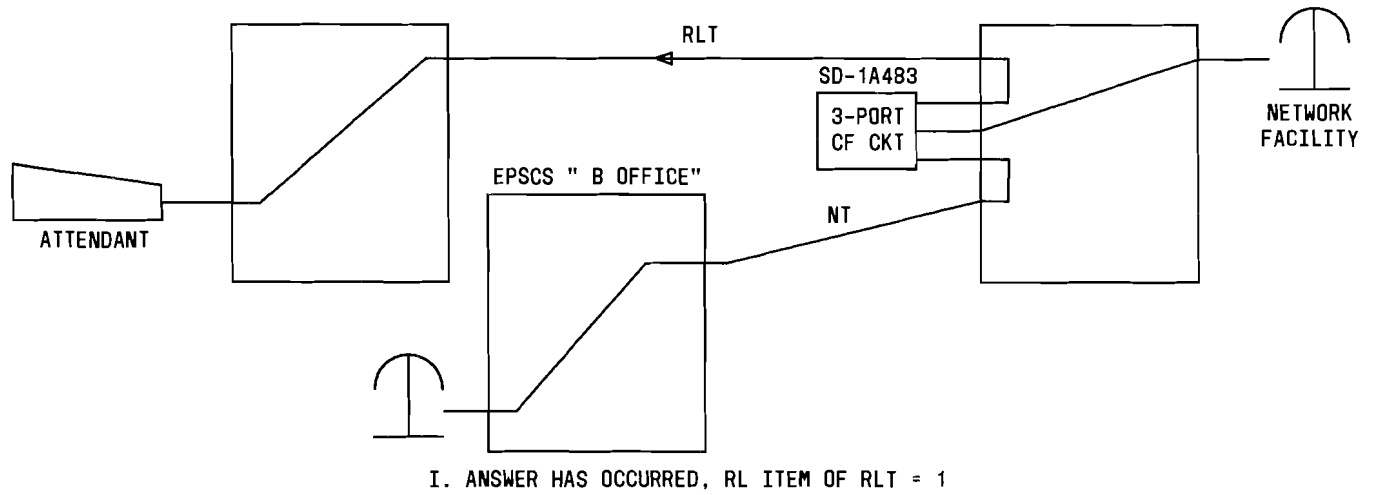 RLT
SD-1A483
3-PORT
CF CKT
NETWORK
FACILITY
EPSCS " B OFFICE"
ATTENDANT
NT
I. ANSWER HAS OCCURRED, RL ITEM OF RLT = 1